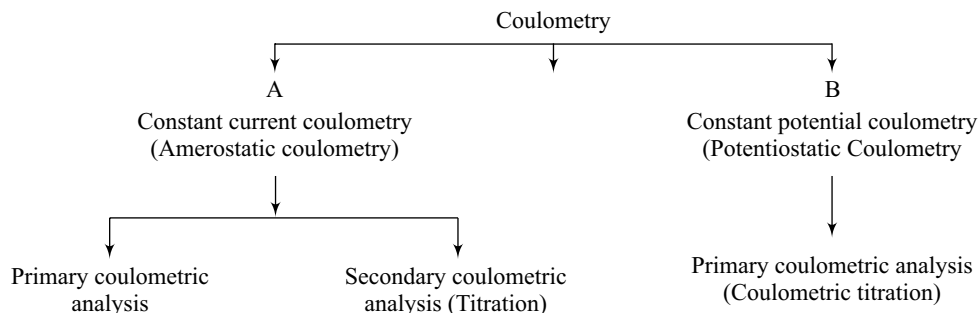 Coulometry
A
Constant current coulometry
(Amerostatic coulometry)
B
Constant potential coulometry
(Potentiostatic Coulometry
Primary coulometric
analysis
Secondary coulometric
analysis (Titration)
Primary coulometric analysis
(Coulometric titration)